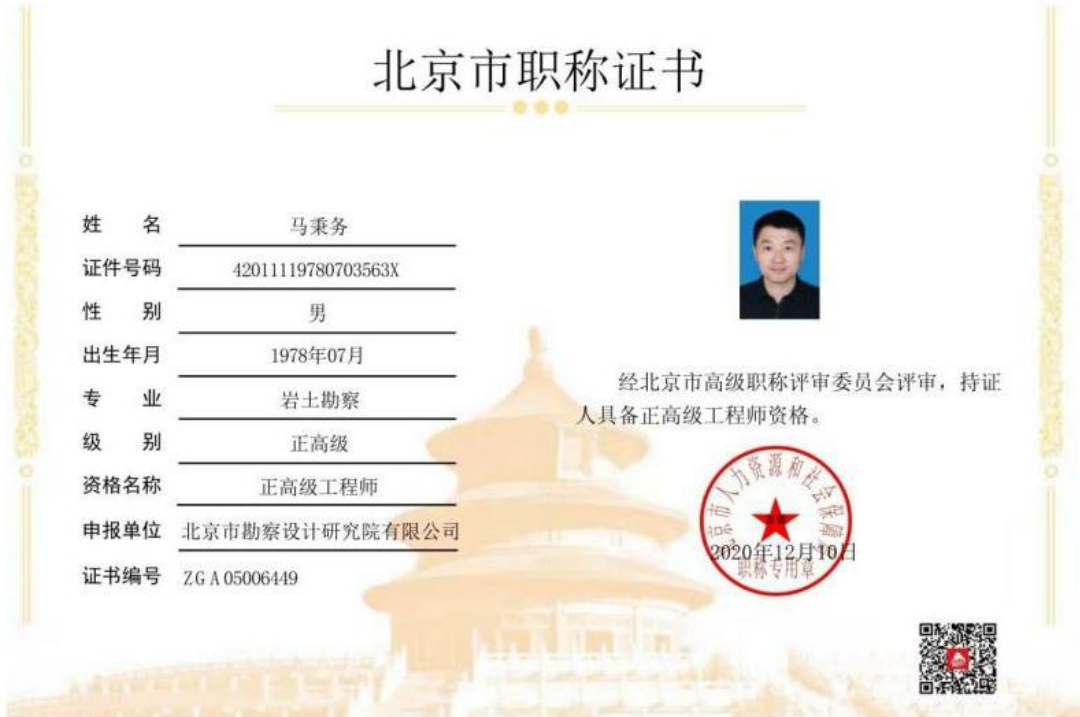 北京市职称证书
姓 名 马秉务
证件号码 42011119780703563X
性 别 男
出生年月 1978年07月
专 业 岩土勘察
级 别 正高级
资格名称 正高级工程师
申报单位 北京市勘察设计研究院有限公司
证书编号 ZGA05006449
经北京市高级职称评审委员会评审，持证
人具备正高级工程师资格。
北京市人力资源和社会保障局
2020年12月10日
职称专用章